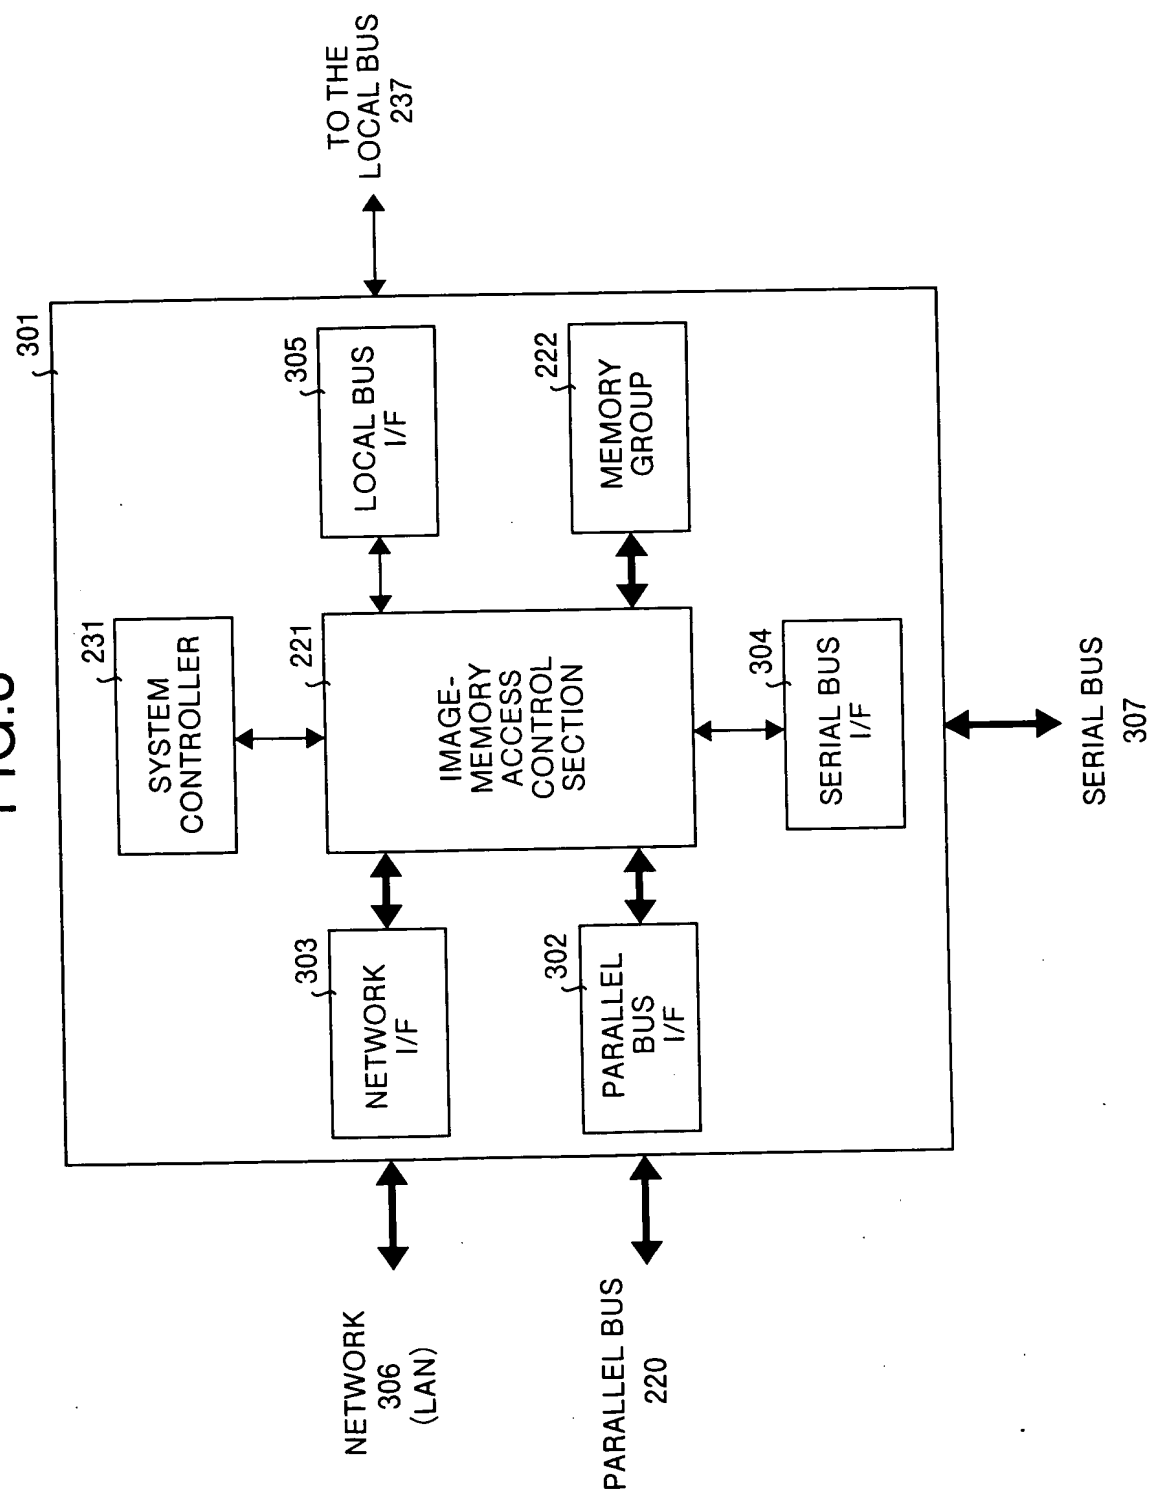 301
231
SYSTEM
CONTROLLER
303
221
305
NETWORK
306
(LAN)
NETWORK
I/F
LOCAL BUS
I/F
TO THE
LOCAL BUS
237
IMAGE-
MEMORY
ACCESS
CONTROL
SECTION
302
222
PARALLEL BUS
220
PARALLEL
BUS
I/F
MEMORY
GROUP
304
SERIAL BUS
I/F
SERIAL BUS
307